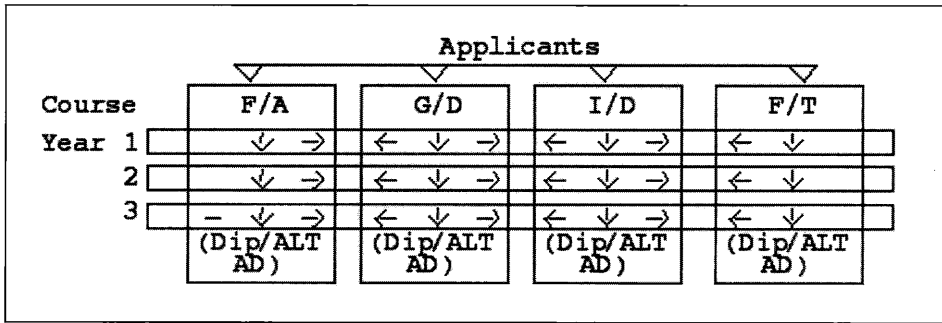 Applicants
Course F/A G/D I/D F/T
Year 1 ↓ → ← ↓ → ← ↓ → ← ↓
2 ↓ → ← ↓ → ← ↓ → ← ↓
3 – ↓ → ← ↓ → ← ↓ → ← ↓
(Dip/ALT (Dip/ALT (Dip/ALT (Dip/ALT
AD) AD) AD) AD)